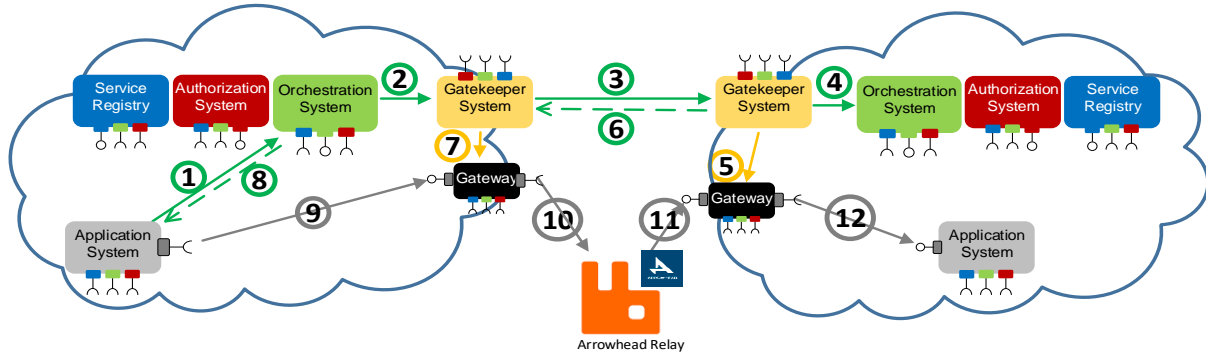 Service
Registry
Authorization
System
Orchestration
System
2
Gatekeeper
System
3
6
Gatekeeper
System
4
Orchestration
System
Authorization
System
Service
Registry
1
8
7
Gateway
5
Gateway
9
10
11
12
Application
System
Application
System
Arrowhead Relay